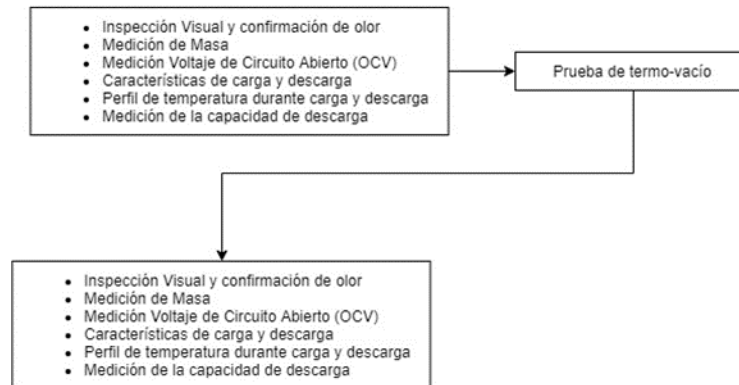 Inspección Visual y confirmación de olor
Medición de Masa
Medición Voltaje de Circuito Abierto (OCV)
Características de carga y descarga
Perfil de temperatura durante carga y descarga
Medición de la capacidad de descarga
Prueba de termo-vacío
Inspección Visual y confirmación de olor
Medición de Masa
Medición Voltaje de Circuito Abierto (OCV)
Características de carga y descarga
Perfil de temperatura durante carga y descarga
Medición de la capacidad de descarga